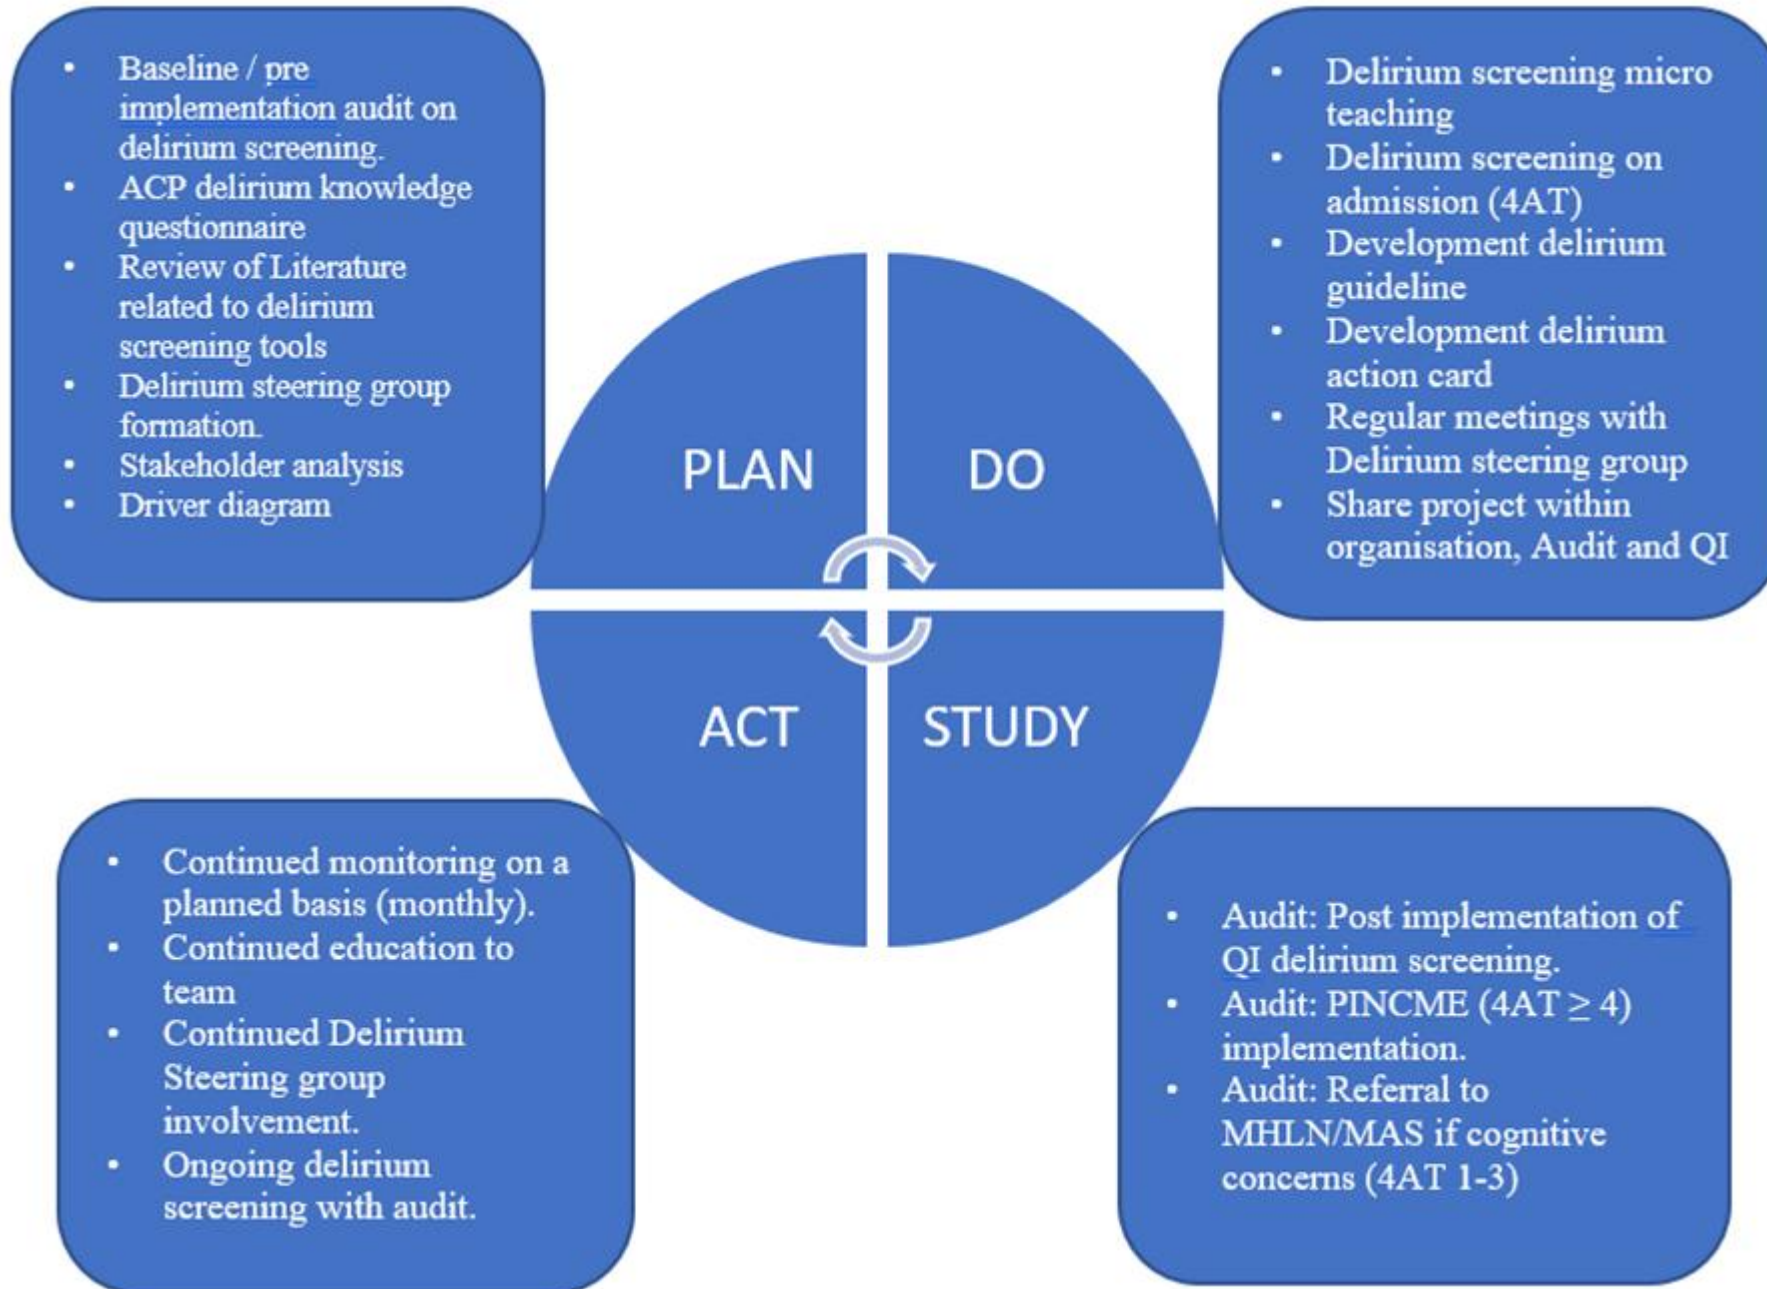 • Baseline / pre
implementation audit on
delirium screening.
• ACP delirium knowledge
questionnaire
• Review of Literature
related to delirium
screening tools
• Delirium steering group
formation.
• Stakeholder analysis
• Driver diagram
• Delirium screening micro
teaching
• Delirium screening on
admission (4AT)
• Development delirium
guideline
• Development delirium
action card
• Regular meetings with
Delirium steering group
• Share project within
organisation, Audit and QI
PLAN
DO
ACT
STUDY
• Continued monitoring on a
planned basis (monthly).
• Continued education to
team
• Continued Delirium
Steering group
involvement.
• Ongoing delirium
screening with audit.
• Audit: Post implementation of
QI delirium screening.
• Audit: PINCME (4AT ≥ 4)
implementation.
• Audit: Referral to
MHLN/MAS if cognitive
concerns (4AT 1-3)